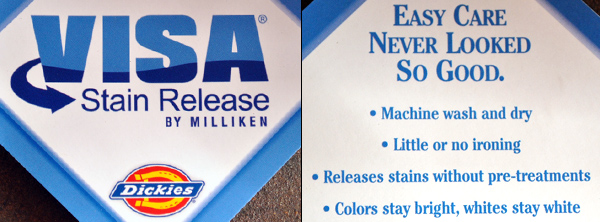 VISA®
Stain Release
BY MILLIKEN
Dickies
EASY CARE
NEVER LOOKED
SO GOOD.
• Machine wash and dry
• Little or no ironing
• Releases stains without pre-treatments
• Colors stay bright, whites stay white